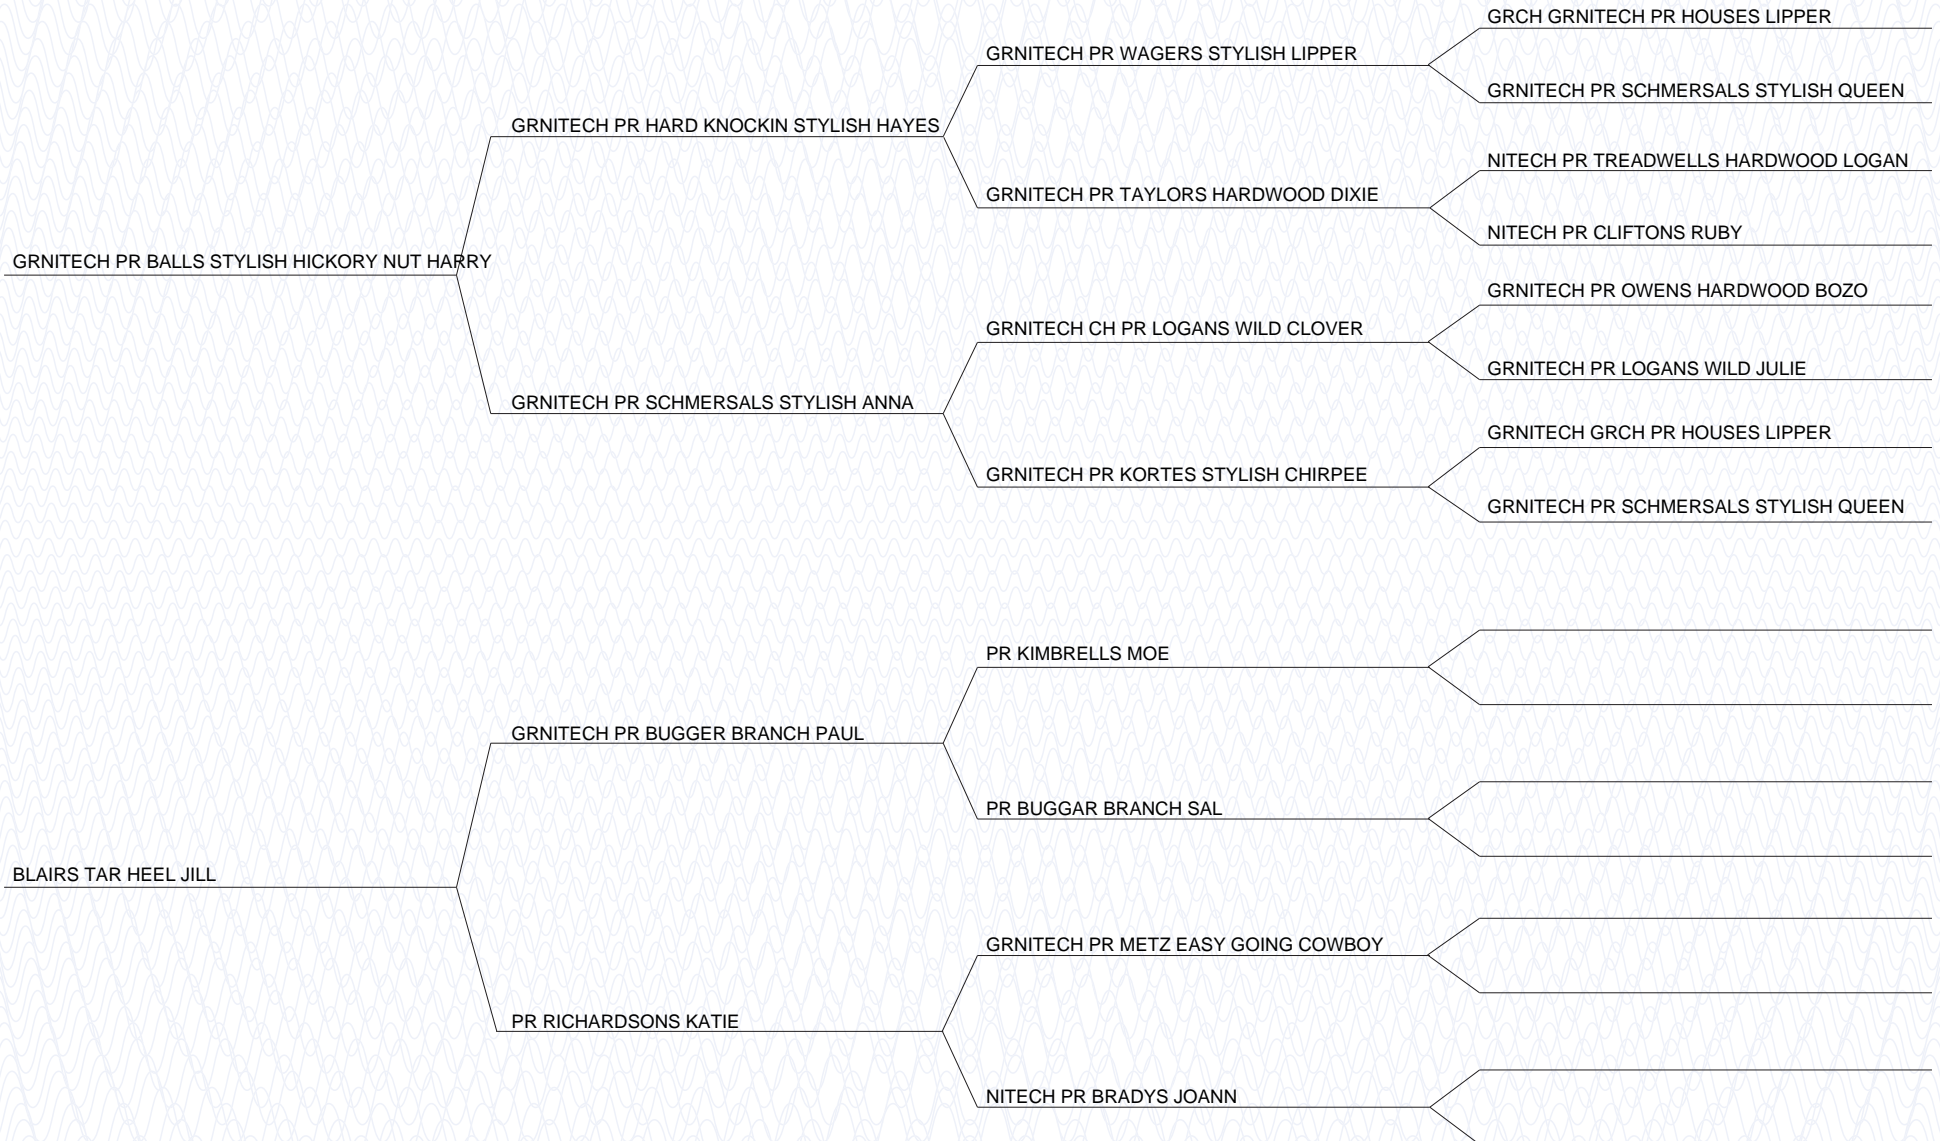 GRCH GRNITECH PR HOUSES LIPPER
GRNITECH PR WAGERS STYLISH LIPPER
GRNITECH PR SCHMERSALS STYLISH QUEEN
GRNITECH PR HARD KNOCKIN STYLISH HAYES
NITECH PR TREADWELLS HARDWOOD LOGAN
GRNITECH PR TAYLORS HARDWOOD DIXIE
NITECH PR CLIFTONS RUBY
GRNITECH PR BALLS STYLISH HICKORY NUT HARRY
GRNITECH PR OWENS HARDWOOD BOZO
GRNITECH CH PR LOGANS WILD CLOVER
GRNITECH PR LOGANS WILD JULIE
GRNITECH PR SCHMERSALS STYLISH ANNA
GRNITECH GRCH PR HOUSES LIPPER
GRNITECH PR KORTES STYLISH CHIRPEE
GRNITECH PR SCHMERSALS STYLISH QUEEN
PR KIMBRELLS MOE
GRNITECH PR BUGGER BRANCH PAUL
PR BUGGAR BRANCH SAL
BLAIRS TAR HEEL JILL
GRNITECH PR METZ EASY GOING COWBOY
PR RICHARDSONS KATIE
NITECH PR BRADYS JOANN